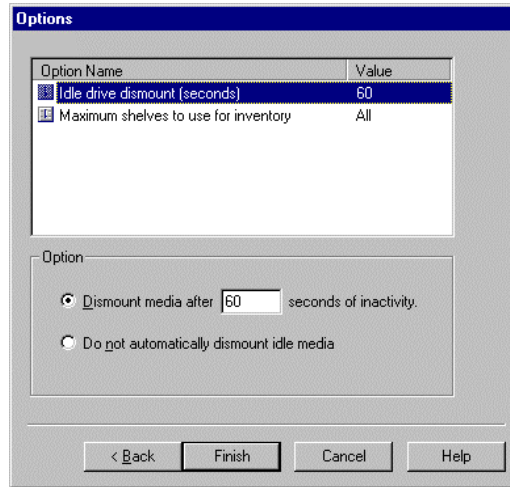 Options
Option Name Value
Idle drive dismount (seconds) 60
Maximum shelves to use for inventory All
Option
Dismount media after 60 seconds of inactivity.
Do not automatically dismount idle media
< Back Finish Cancel Help